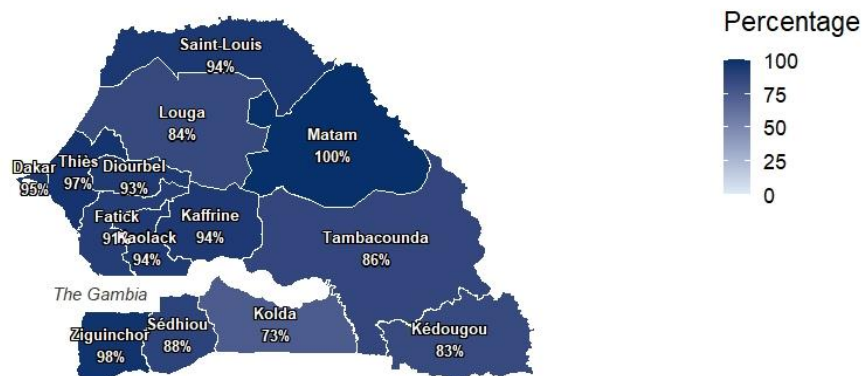 Percentage
100
75
50
25
0
Saint-Louis
94%
Louga
84%
Matam
100%
Dakar
95%
Thiès
97%
Diourbel
93%
Fatick
91%
Kaolack
94%
Kaffrine
94%
Tambacounda
86%
The Gambia
Ziguinchor
98%
Sédhiou
88%
Kolda
73%
Kédougou
83%